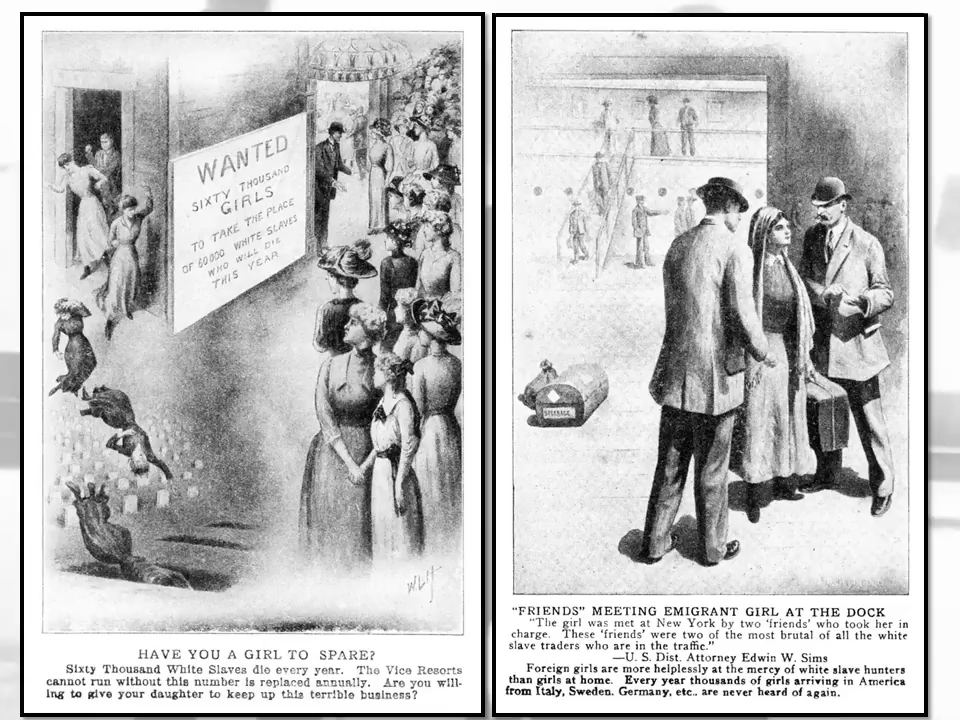 WANTED
SIXTY THOUSAND
GIRLS
TO TAKE THE PLACE
OF 60000 WHITE SLAVES
WHO WILL DIE
THIS YEAR
W.Lit
HAVE YOU A GIRL TO SPARE?
Sixty Thousand White Slaves die every year. The Vice Resorts
cannot run without this number is replaced annually. Are you will-
ing to give your daughter to keep up this terrible business?
STEERAGE
"FRIENDS" MEETING EMIGRANT GIRL AT THE DOCK
"The girl was met at New York by two 'friends' who took her in
charge. These 'friends' were two of the most brutal of all the white
slave traders who are in the traffic."
—U. S. Dist. Attorney Edwin W. Sims
Foreign girls are more helplessly at the mercy of white slave hunters
than girls at home. Every year thousands of girls arriving in America
from Italy, Sweden. Germany, etc.. are never heard of again.